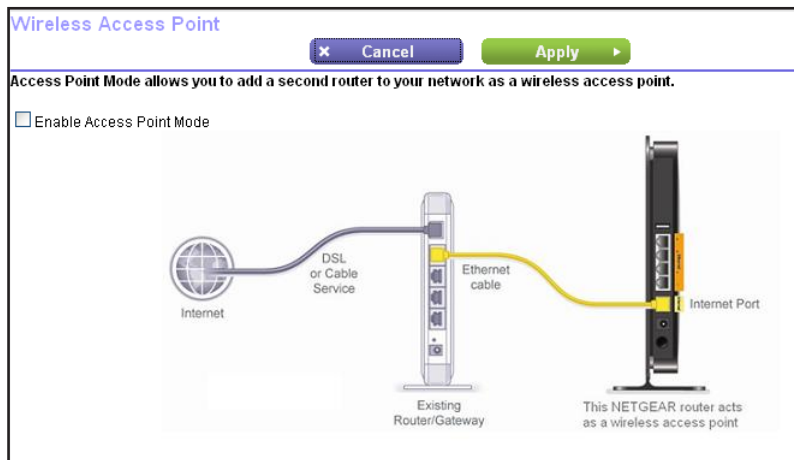 Wireless Access Point
Cancel
Apply
Access Point Mode allows you to add a second router to your network as a wireless access point.
Enable Access Point Mode
DSL
or Cable
Service
Internet
Ethernet
cable
Internet Port
Existing
Router/Gateway
This NETGEAR router acts
as a wireless access point